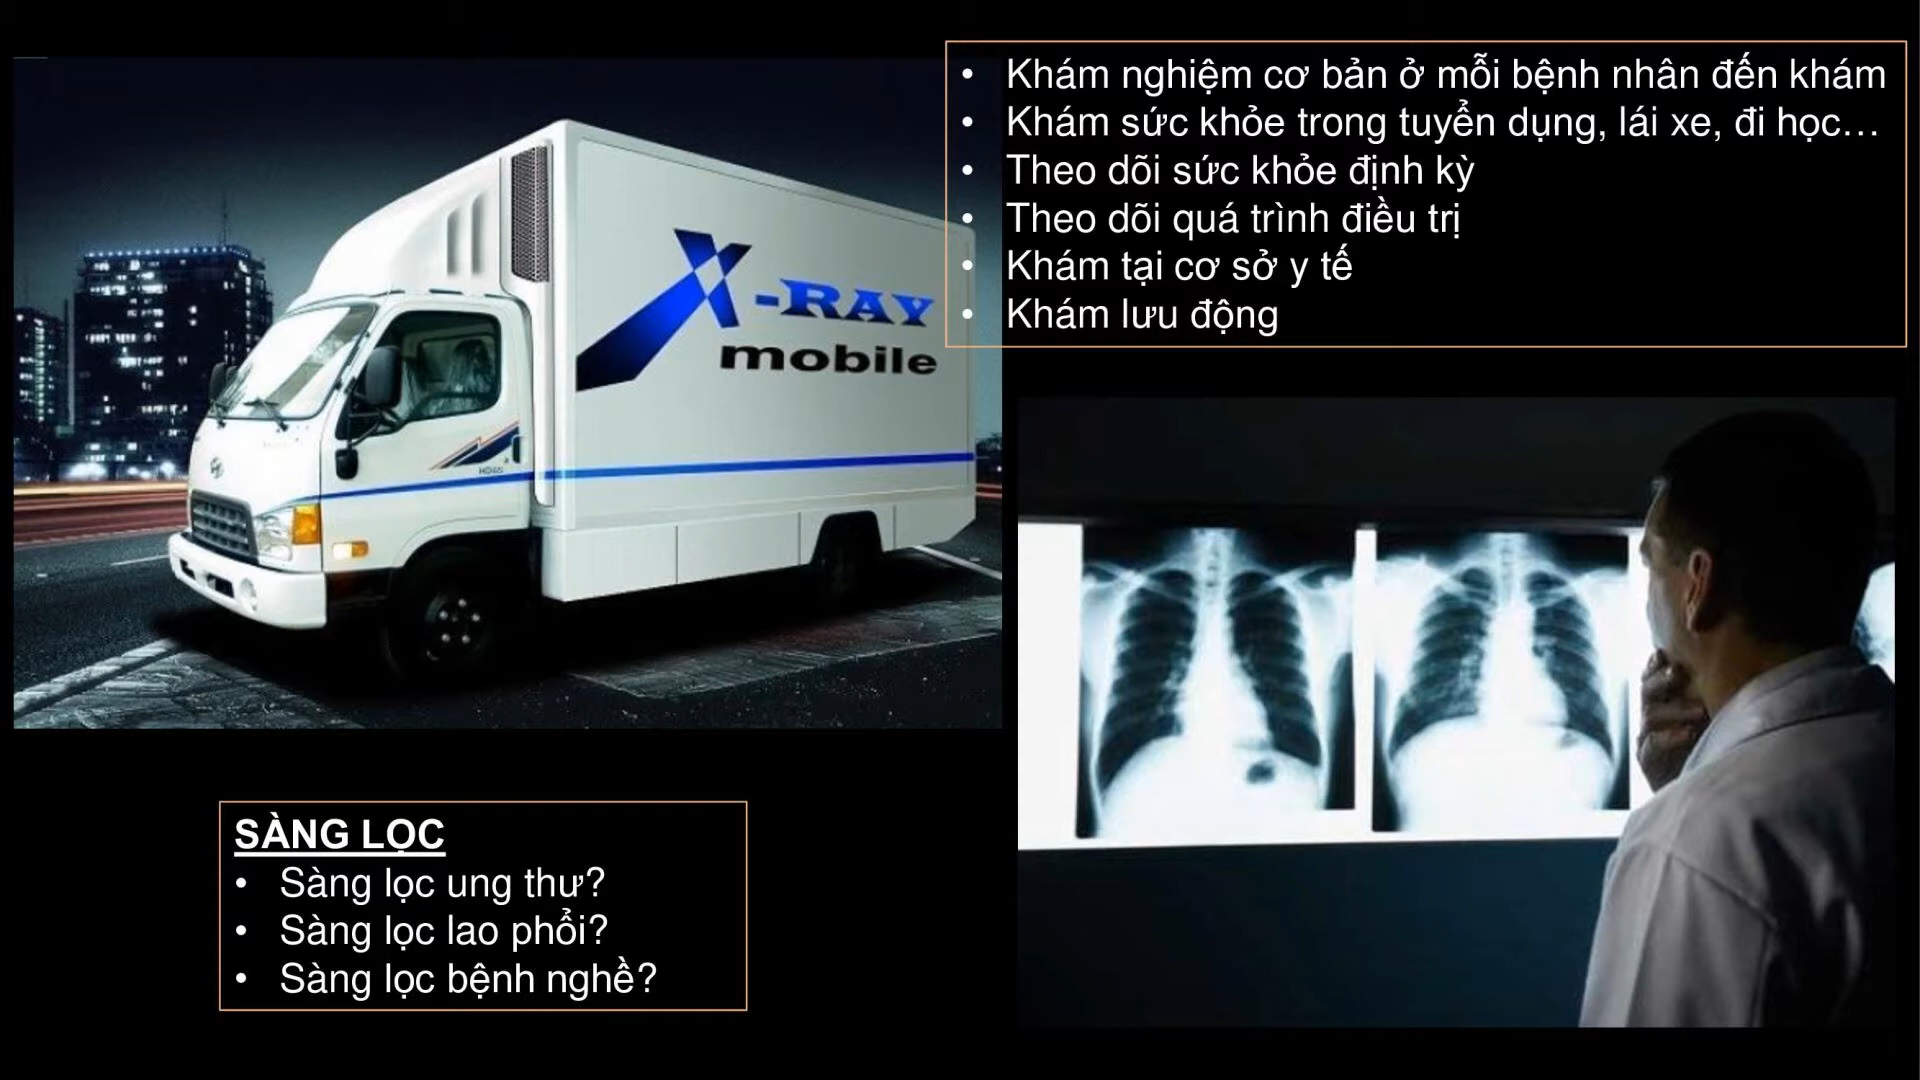 • Khám nghiệm cơ bản ở mỗi bệnh nhân đến khám
• Khám sức khỏe trong tuyển dụng, lái xe, đi học…
• Theo dõi sức khỏe định kỳ
• Theo dõi quá trình điều trị
• Khám tại cơ sở y tế
• Khám lưu động
X-RAY
mobile
HD65
SÀNG LỌC
• Sàng lọc ung thư?
• Sàng lọc lao phổi?
• Sàng lọc bệnh nghề?